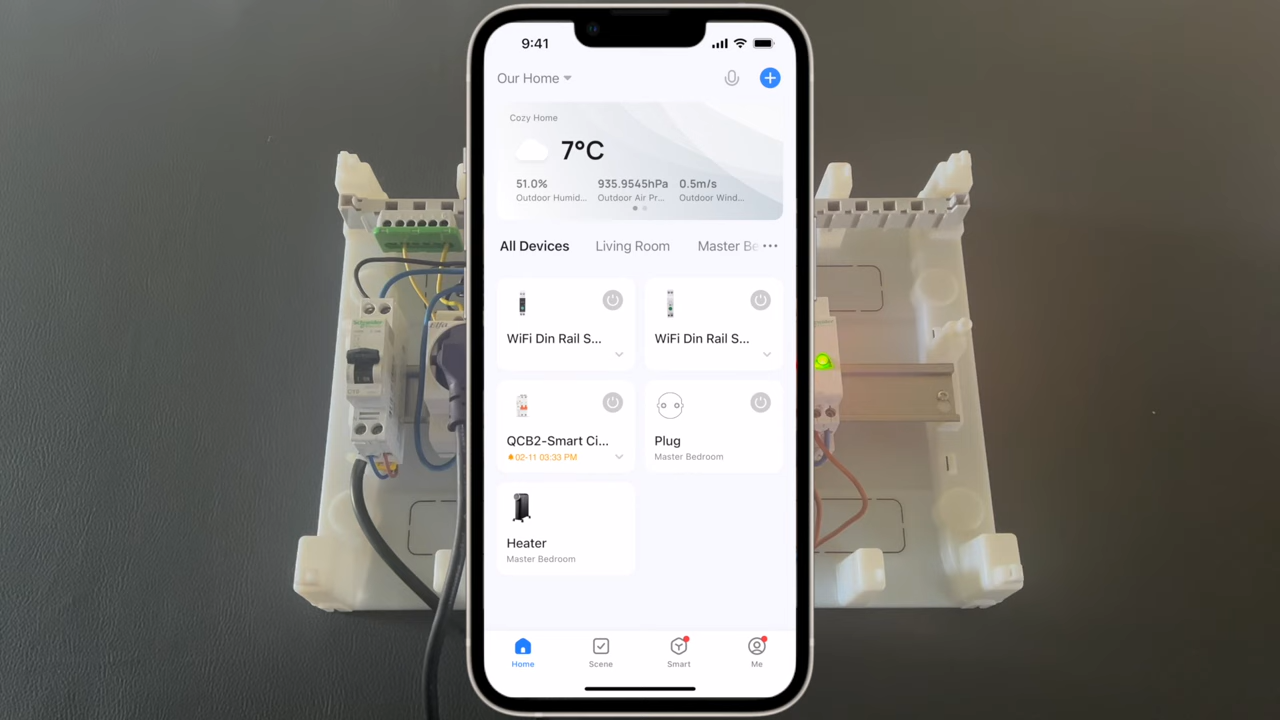 9:41
Our Home
Cozy Home
7°C
51.0% 935.9545hPa 0.5m/s
Outdoor Humid... Outdoor Air Pr... Outdoor Wind...
All Devices Living Room Master Be
WiFi Din Rail S... WiFi Din Rail S...
QCB2-Smart Ci... Plug
02-11 03:33 PM Master Bedroom
Heater
Master Bedroom
Home Scene Smart Me
Schneider